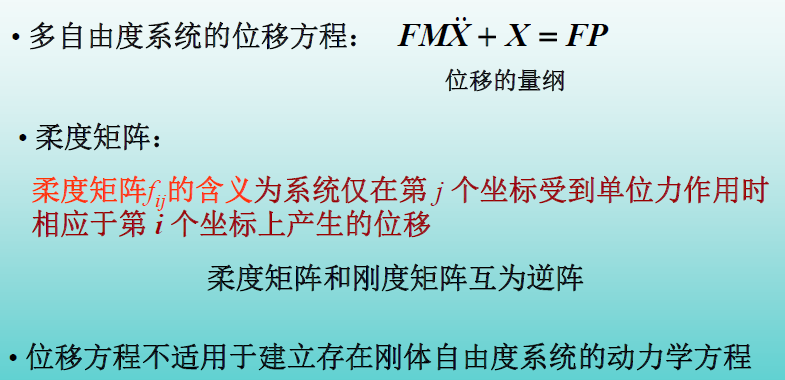 • 多自由度系统的位移方程： FMẌ + X = FP
位移的量纲
• 柔度矩阵：
柔度矩阵fij的含义为系统仅在第 j 个坐标受到单位力作用时
相应于第 i 个坐标上产生的位移
柔度矩阵和刚度矩阵互为逆阵
• 位移方程不适用于建立存在刚体自由度系统的动力学方程